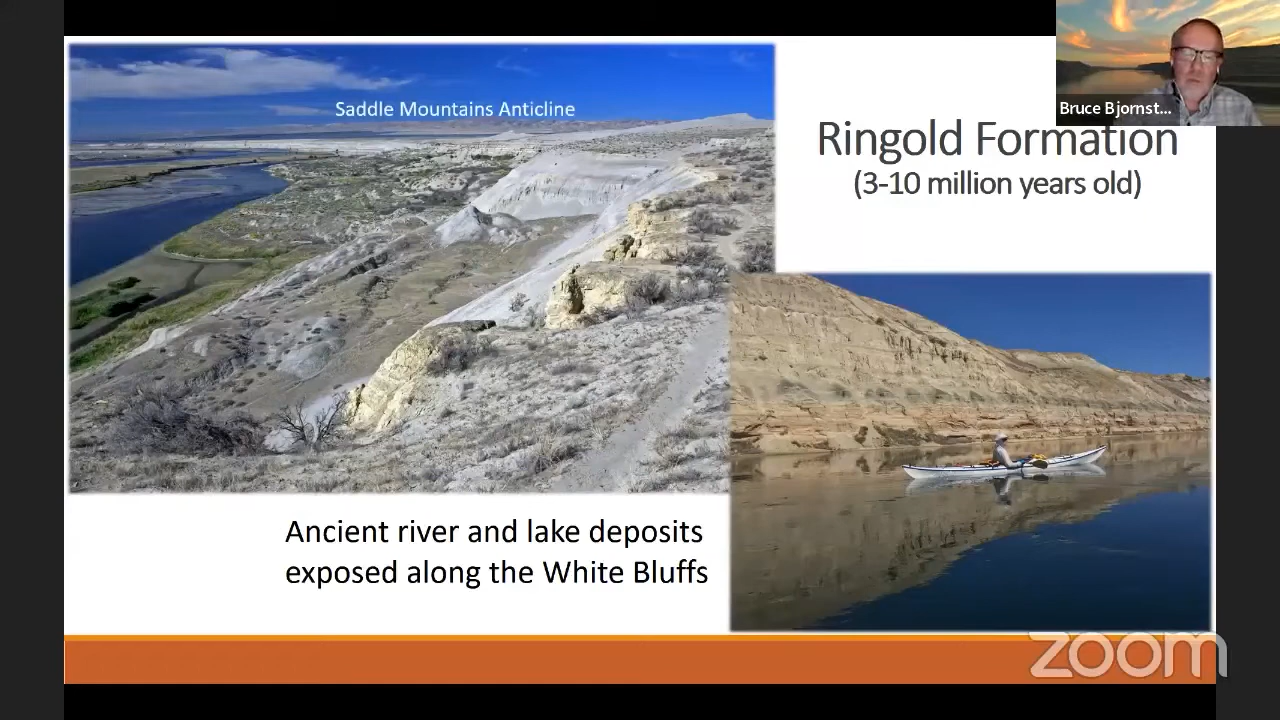 Bruce Bjornst...
Saddle Mountains Anticline
Ringold Formation
(3-10 million years old)
Ancient river and lake deposits
exposed along the White Bluffs
zoom